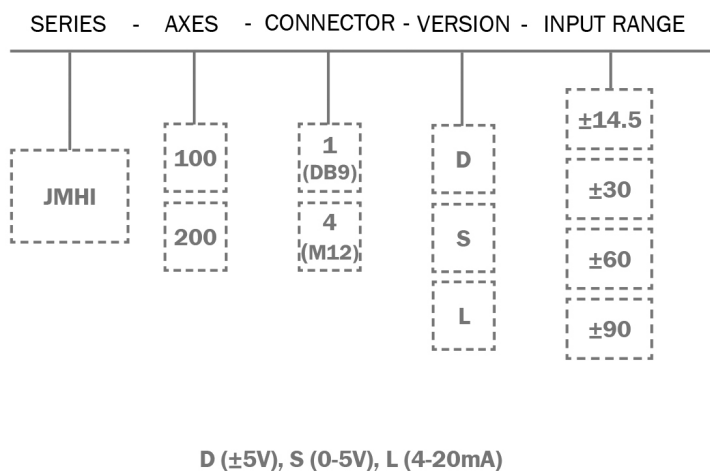 SERIES - AXES - CONNECTOR - VERSION - INPUT RANGE
JMHI
100
200
1
(DB9)
4
(M12)
D
S
L
±14.5
±30
±60
±90
D (±5V), S (0-5V), L (4-20mA)